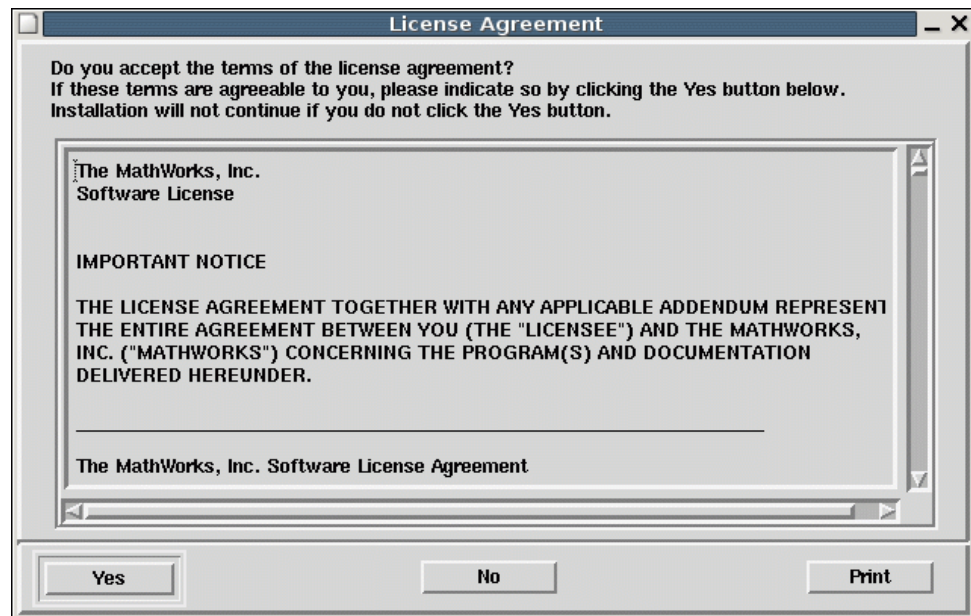 License Agreement
Do you accept the terms of the license agreement?
If these terms are agreeable to you, please indicate so by clicking the Yes button below.
Installation will not continue if you do not click the Yes button.
The MathWorks, Inc.
Software License
IMPORTANT NOTICE
THE LICENSE AGREEMENT TOGETHER WITH ANY APPLICABLE ADDENDUM REPRESENT
THE ENTIRE AGREEMENT BETWEEN YOU (THE "LICENSEE") AND THE MATHWORKS,
INC. ("MATHWORKS") CONCERNING THE PROGRAM(S) AND DOCUMENTATION
DELIVERED HEREUNDER.
The MathWorks, Inc. Software License Agreement
Yes
No
Print